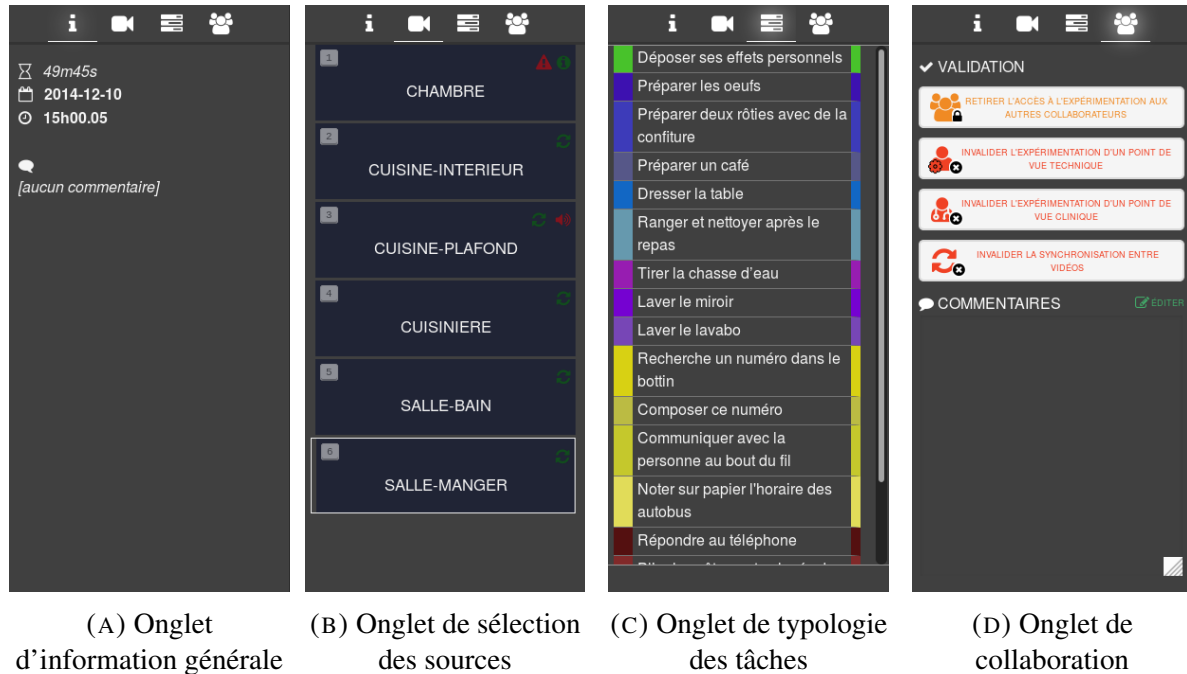 49m45s
2014-12-10
15h00.05
[aucun commentaire]
1
CHAMBRE
2
CUISINE-INTERIEUR
3
CUISINE-PLAFOND
4
CUISINIERE
5
SALLE-BAIN
6
SALLE-MANGER
Déposer ses effets personnels
Préparer les oeufs
Préparer deux rôties avec de la
confiture
Préparer un café
Dresser la table
Ranger et nettoyer après le
repas
Tirer la chasse d'eau
Laver le miroir
Laver le lavabo
Recherche un numéro dans le
bottin
Composer ce numéro
Communiquer avec la
personne au bout du fil
Noter sur papier l'horaire des
autobus
Répondre au téléphone
VALIDATION
RETIRER L'ACCÈS À L'EXPÉRIMENTATION AUX
AUTRES COLLABORATEURS
INVALIDER L'EXPÉRIMENTATION D'UN POINT DE
VUE TECHNIQUE
INVALIDER L'EXPÉRIMENTATION D'UN POINT DE
VUE CLINIQUE
INVALIDER LA SYNCHRONISATION ENTRE
VIDÉOS
COMMENTAIRES
ÉDITER
(A) Onglet
d'information générale
(B) Onglet de sélection
des sources
(C) Onglet de typologie
des tâches
(D) Onglet de
collaboration